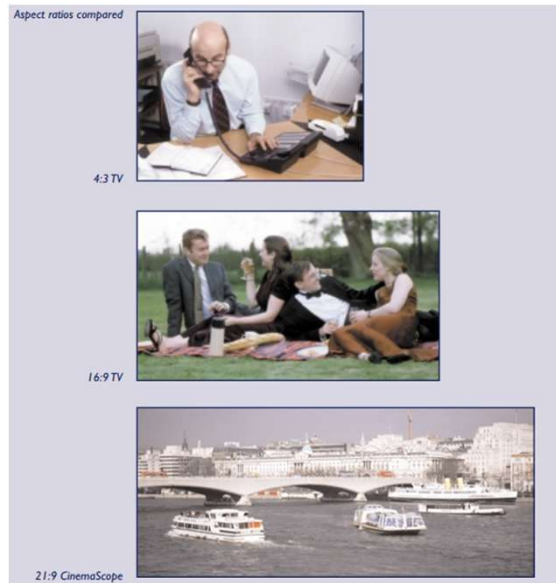 Aspect ratios compared
4:3 TV
16:9 TV
21:9 CinemaScope